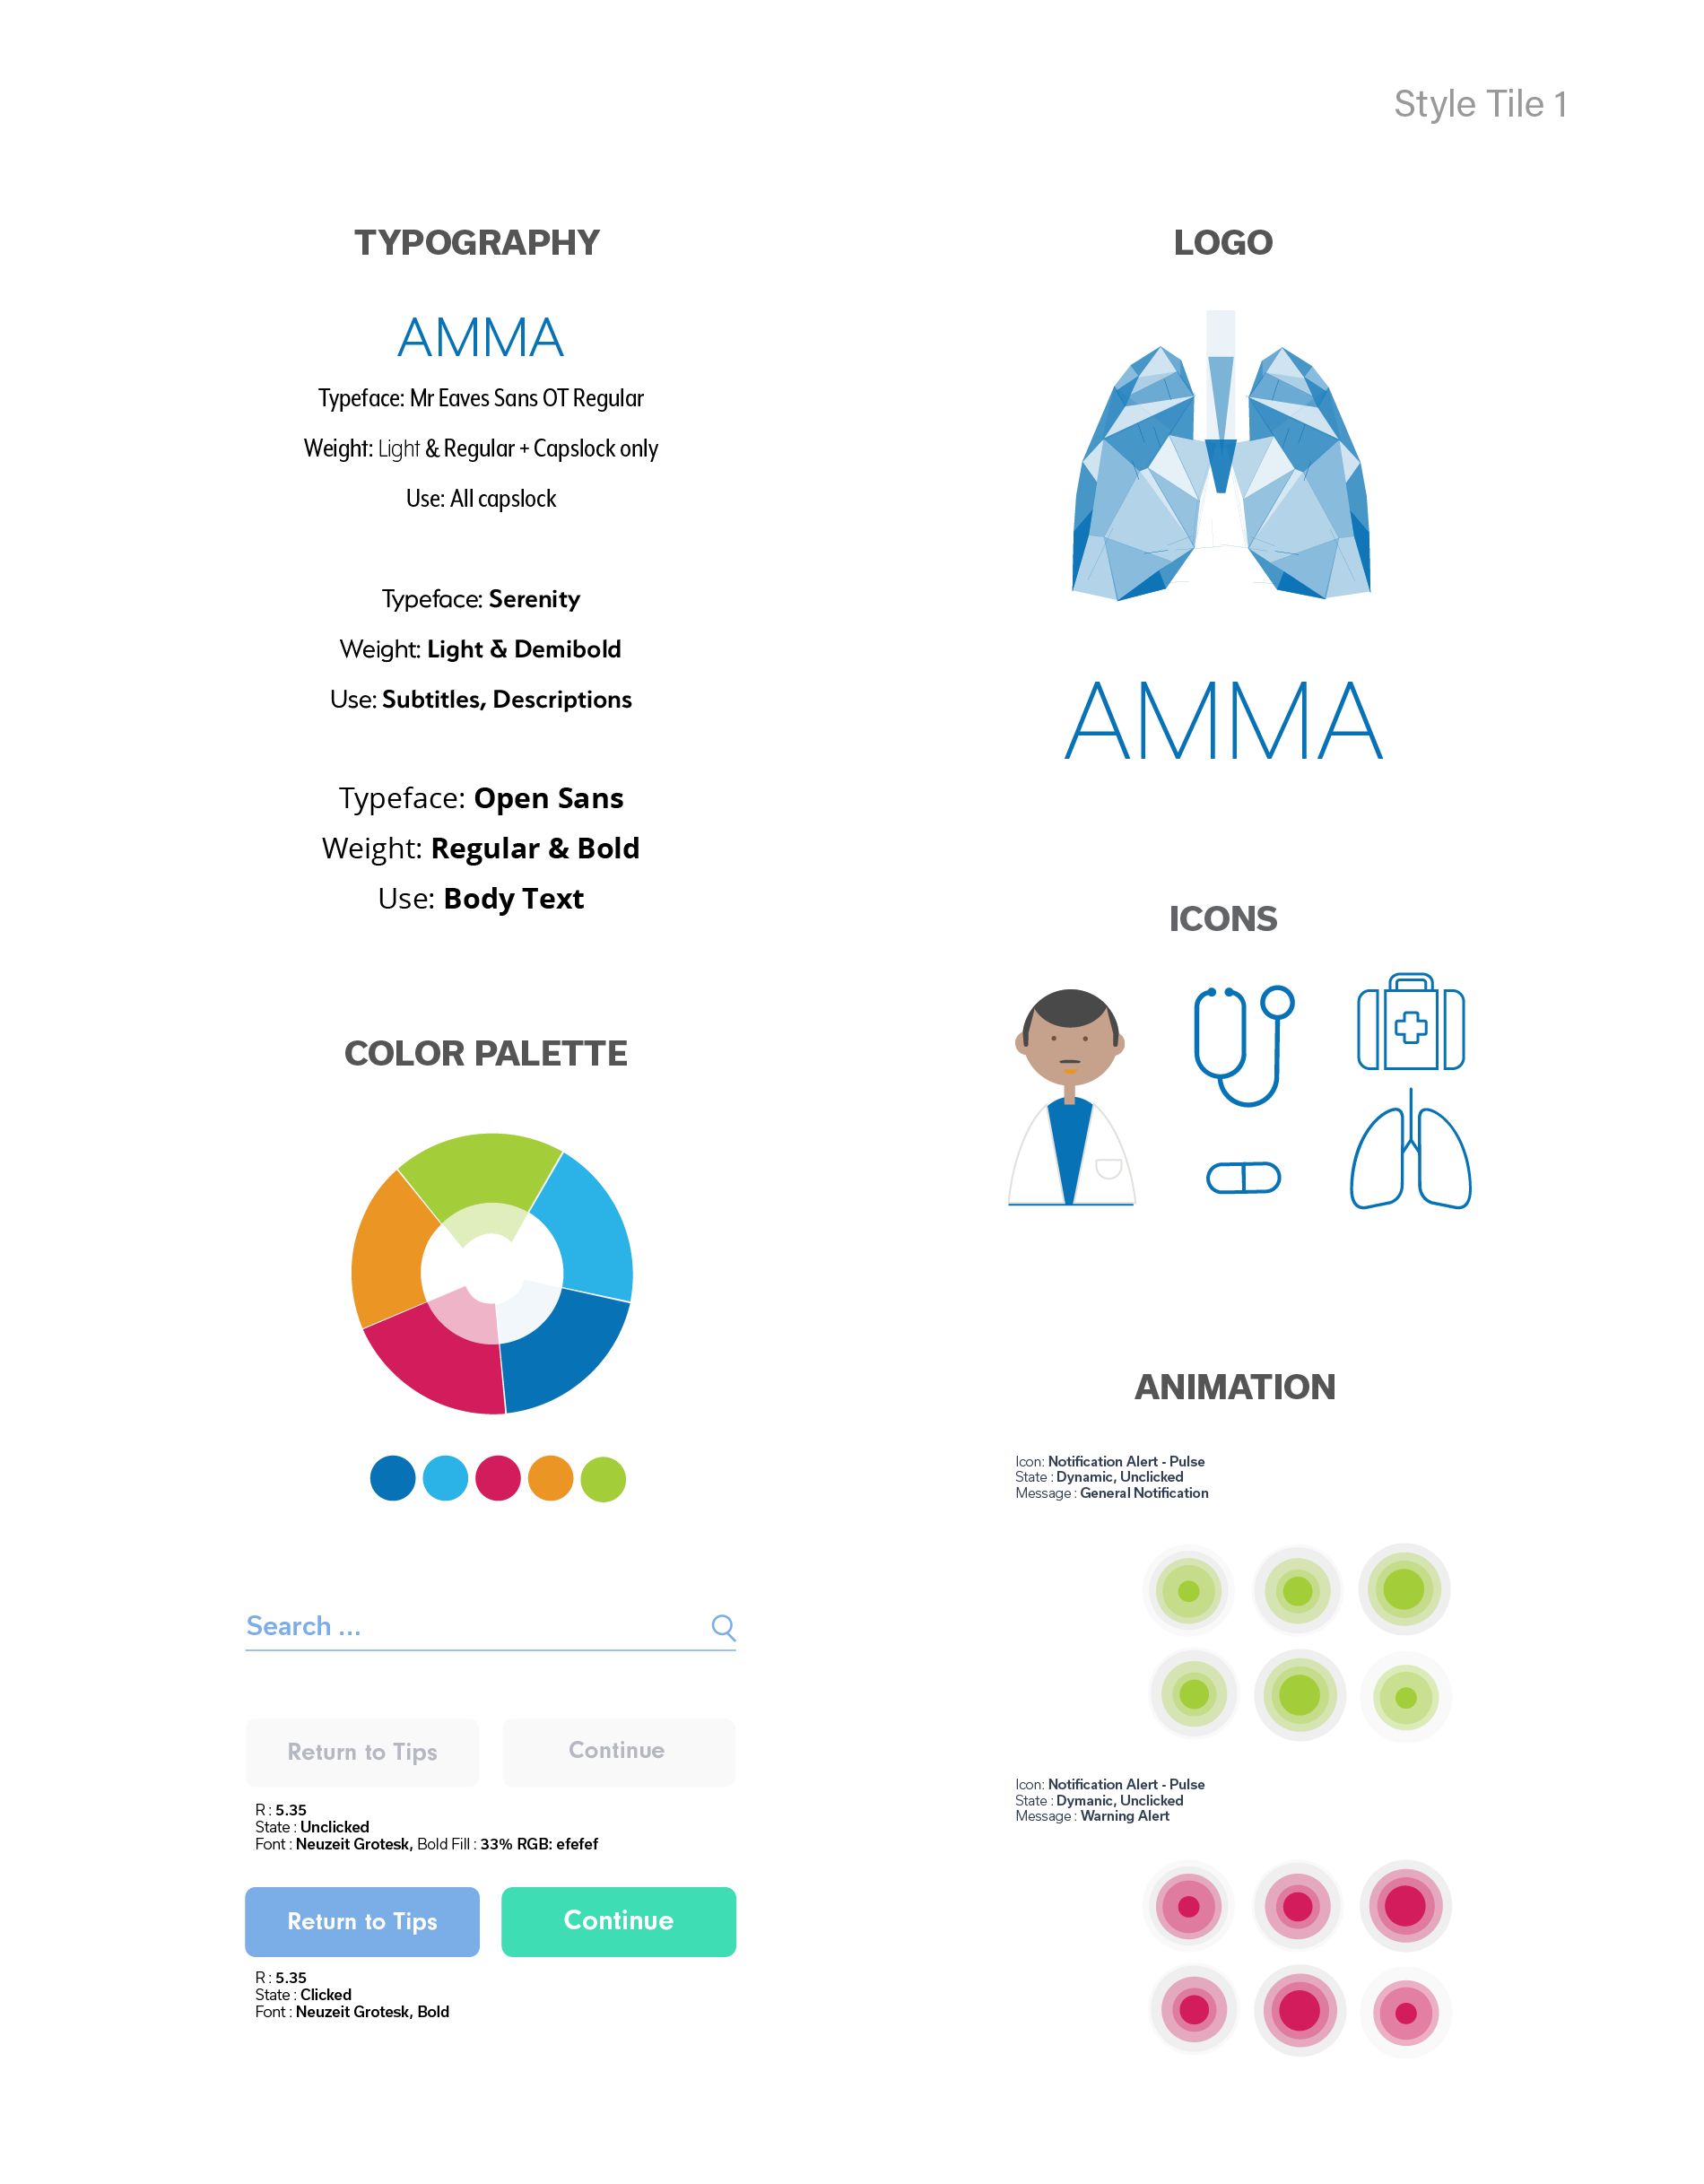 Style Tile 1
TYPOGRAPHY
AMMA
Typeface: Mr Eaves Sans OT Regular
Weight: Light & Regular + Capslock only
Use: All capslock
Typeface: Serenity
Weight: Light & Demibold
Use: Subtitles, Descriptions
Typeface: Open Sans
Weight: Regular & Bold
Use: Body Text
COLOR PALETTE
Search ...
Return to Tips
Continue
R : 5.35
State : Unclicked
Font : Neuzeit Grotesk, Bold Fill : 33% RGB: efefef
Return to Tips
Continue
R : 5.35
State : Clicked
Font : Neuzeit Grotesk, Bold
LOGO
AMMA
ICONS
ANIMATION
Icon: Notification Alert - Pulse
State : Dynamic, Unclicked
Message : General Notification
Icon: Notification Alert - Pulse
State : Dymanic, Unclicked
Message : Warning Alert